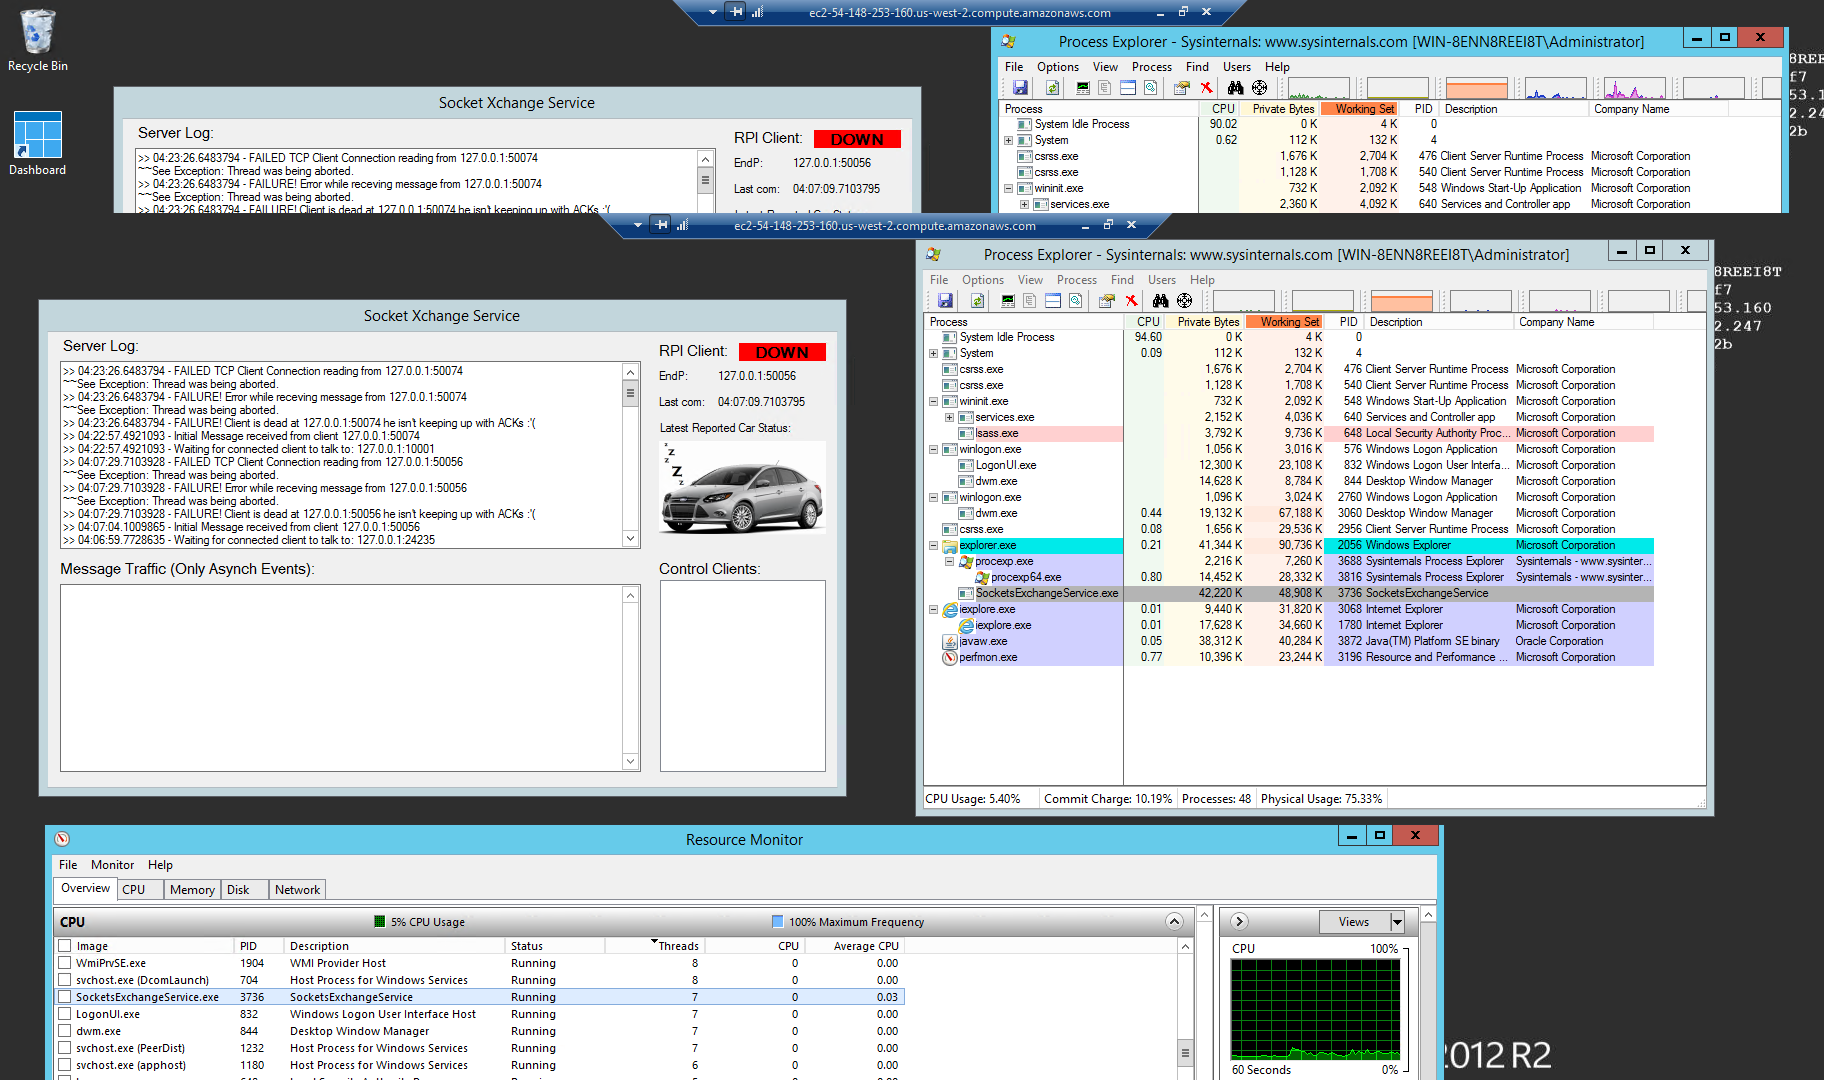 ec2-54-148-253-160.us-west-2.compute.amazonaws.com
Recycle Bin
Dashboard
Socket Xchange Service
Server Log:
>> 04:23:26.6483794 - FAILED TCP Client Connection reading from 127.0.0.1:50074
~~See Exception: Thread was being aborted.
>> 04:23:26.6483794 - FAILURE! Error while receving message from 127.0.0.1:50074
~~See Exception: Thread was being aborted.
>> 04:23:26.6483794 - FAILURE! Client is dead at 127.0.0.1:50074 he isn't keeping up with ACKs :'(
RPI Client: DOWN
EndP: 127.0.0.1:50056
Last com: 04:07:09.7103795
Process Explorer - Sysinternals: www.sysinternals.com [WIN-8ENN8REEI8T\Administrator]
File Options View Process Find Users Help
Process CPU Private Bytes Working Set PID Description Company Name
System Idle Process 90.02 0 K 4 K 0
System 0.62 112 K 132 K 4
csrss.exe 1,676 K 2,704 K 476 Client Server Runtime Process Microsoft Corporation
csrss.exe 1,128 K 1,708 K 540 Client Server Runtime Process Microsoft Corporation
wininit.exe 732 K 2,092 K 548 Windows Start-Up Application Microsoft Corporation
services.exe 2,360 K 4,092 K 640 Services and Controller app Microsoft Corporation
8REE
f7
53.1
2.24
2b
ec2-54-148-253-160.us-west-2.compute.amazonaws.com
Socket Xchange Service
Server Log:
>> 04:23:26.6483794 - FAILED TCP Client Connection reading from 127.0.0.1:50074
~~See Exception: Thread was being aborted.
>> 04:23:26.6483794 - FAILURE! Error while receving message from 127.0.0.1:50074
~~See Exception: Thread was being aborted.
>> 04:23:26.6483794 - FAILURE! Client is dead at 127.0.0.1:50074 he isn't keeping up with ACKs :'(
>> 04:22:57.4921093 - Initial Message received from client 127.0.0.1:50074
>> 04:22:57.4921093 - Waiting for connected client to talk to: 127.0.0.1:10001
>> 04:07:29.7103928 - FAILED TCP Client Connection reading from 127.0.0.1:50056
~~See Exception: Thread was being aborted.
>> 04:07:29.7103928 - FAILURE! Error while receving message from 127.0.0.1:50056
~~See Exception: Thread was being aborted.
>> 04:07:29.7103928 - FAILURE! Client is dead at 127.0.0.1:50056 he isn't keeping up with ACKs :'(
>> 04:07:04.1009865 - Initial Message received from client 127.0.0.1:50056
>> 04:06:59.7728635 - Waiting for connected client to talk to: 127.0.0.1:24235
RPI Client: DOWN
EndP: 127.0.0.1:50056
Last com: 04:07:09.7103795
Latest Reported Car Status:
z
z
z
Z
Message Traffic (Only Asynch Events):
Control Clients:
Process Explorer - Sysinternals: www.sysinternals.com [WIN-8ENN8REEI8T\Administrator]
File Options View Process Find Users Help
Process CPU Private Bytes Working Set PID Description Company Name
System Idle Process 94.60 0 K 4 K 0
System 0.09 112 K 132 K 4
csrss.exe 1,676 K 2,704 K 476 Client Server Runtime Process Microsoft Corporation
csrss.exe 1,128 K 1,708 K 540 Client Server Runtime Process Microsoft Corporation
wininit.exe 732 K 2,092 K 548 Windows Start-Up Application Microsoft Corporation
services.exe 2,152 K 4,036 K 640 Services and Controller app Microsoft Corporation
lsass.exe 3,792 K 9,736 K 648 Local Security Authority Proc... Microsoft Corporation
winlogon.exe 1,056 K 3,016 K 576 Windows Logon Application Microsoft Corporation
LogonUI.exe 12,300 K 23,108 K 832 Windows Logon User Interfa... Microsoft Corporation
dwm.exe 14,628 K 8,784 K 844 Desktop Window Manager Microsoft Corporation
winlogon.exe 1,096 K 3,024 K 2760 Windows Logon Application Microsoft Corporation
dwm.exe 0.44 19,132 K 67,188 K 3060 Desktop Window Manager Microsoft Corporation
csrss.exe 0.08 1,656 K 29,536 K 2956 Client Server Runtime Process Microsoft Corporation
explorer.exe 0.21 41,344 K 90,736 K 2056 Windows Explorer Microsoft Corporation
procexp.exe 2,216 K 7,260 K 3688 Sysinternals Process Explorer Sysinternals - www.sysinter...
procexp64.exe 0.80 14,452 K 28,332 K 3816 Sysinternals Process Explorer Sysinternals - www.sysinter...
SocketsExchangeService.exe 42,220 K 48,908 K 3736 SocketsExchangeService
iexplore.exe 0.01 9,440 K 31,820 K 3068 Internet Explorer Microsoft Corporation
iexplore.exe 0.01 17,628 K 34,660 K 1780 Internet Explorer Microsoft Corporation
javaw.exe 0.05 38,312 K 40,284 K 3872 Java(TM) Platform SE binary Oracle Corporation
perfmon.exe 0.77 10,396 K 23,244 K 3196 Resource and Performance ... Microsoft Corporation
CPU Usage: 5.40% Commit Charge: 10.19% Processes: 48 Physical Usage: 75.33%
8REEI8T
f7
53.160
2.247
2b
Resource Monitor
File Monitor Help
Overview CPU Memory Disk Network
CPU 5% CPU Usage 100% Maximum Frequency
Image PID Description Status Threads CPU Average CPU
WmiPrvSE.exe 1904 WMI Provider Host Running 8 0 0.00
svchost.exe (DcomLaunch) 704 Host Process for Windows Services Running 8 0 0.00
SocketsExchangeService.exe 3736 SocketsExchangeService Running 7 0 0.03
LogonUI.exe 832 Windows Logon User Interface Host Running 7 0 0.00
dwm.exe 844 Desktop Window Manager Running 7 0 0.00
svchost.exe (PeerDist) 1232 Host Process for Windows Services Running 7 0 0.00
svchost.exe (apphost) 1180 Host Process for Windows Services Running 6 0 0.00
Views
CPU 100%
60 Seconds 0%
2012 R2